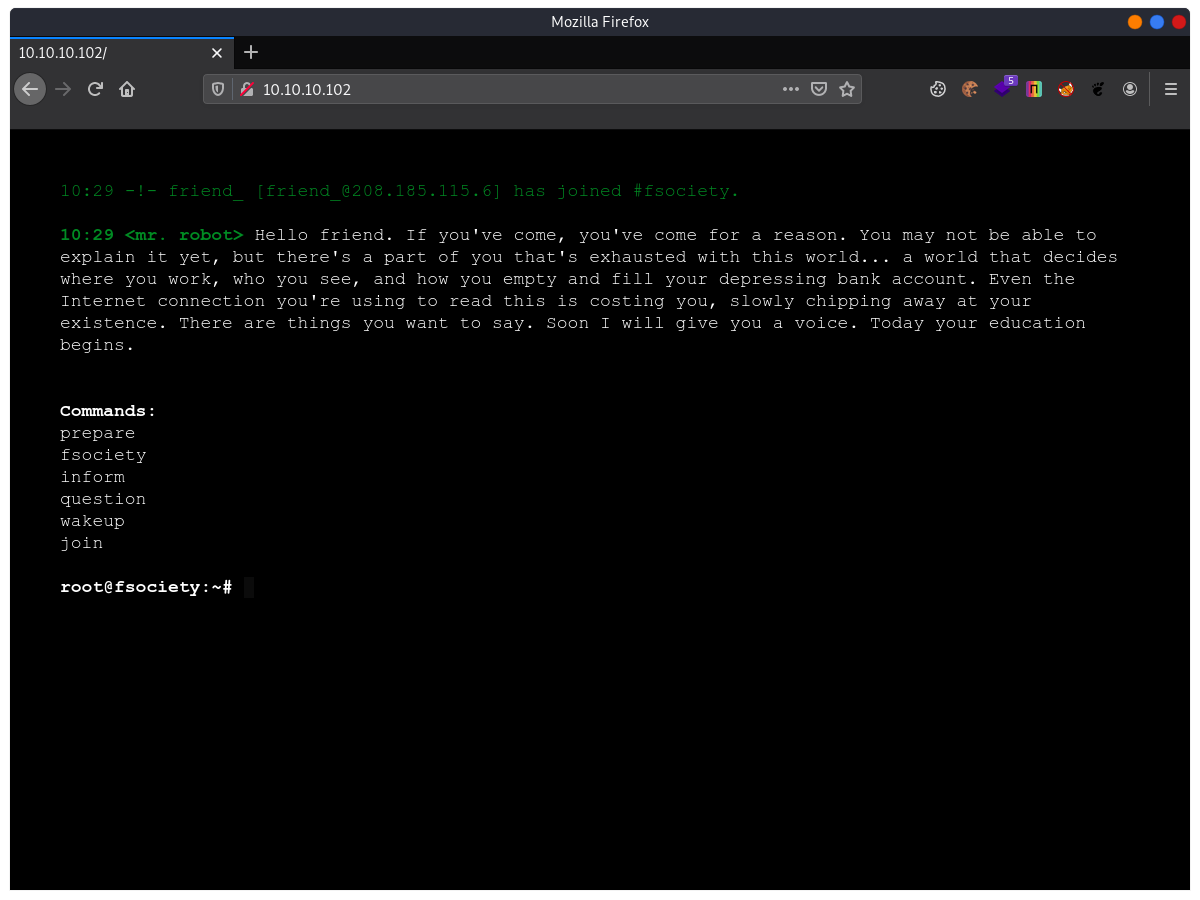 Mozilla Firefox
10.10.10.102/
10.10.10.102
5
10:29 -!- friend_ [friend_@208.185.115.6] has joined #fsociety.
10:29 <mr. robot> Hello friend. If you've come, you've come for a reason. You may not be able to
explain it yet, but there's a part of you that's exhausted with this world... a world that decides
where you work, who you see, and how you empty and fill your depressing bank account. Even the
Internet connection you're using to read this is costing you, slowly chipping away at your
existence. There are things you want to say. Soon I will give you a voice. Today your education
begins.
Commands:
prepare
fsociety
inform
question
wakeup
join
root@fsociety:~#